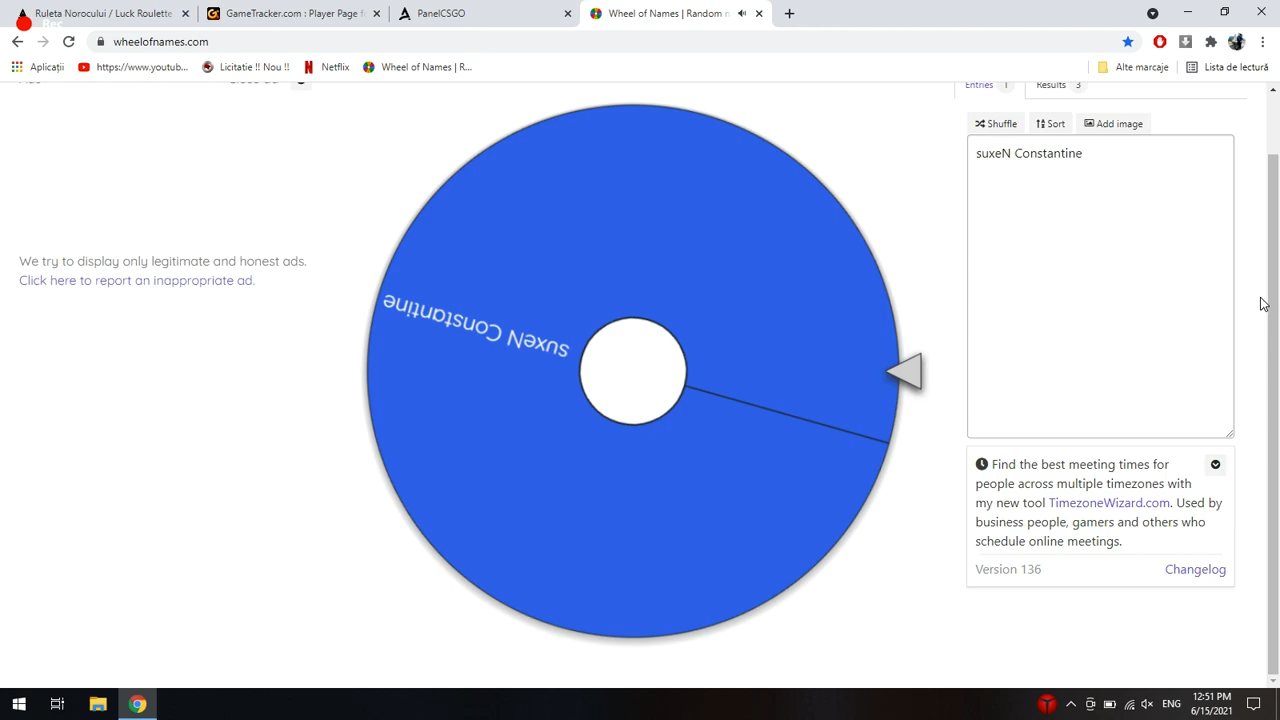 Ruleta Norocului / Luck Roulette
GameTracker.com : Player Page f
PanelCSGO
Wheel of Names | Random n
Rec
wheelofnames.com
Aplicații
https://www.youtub...
Licitatie !! Nou !!
Netflix
Wheel of Names | R...
Alte marcaje
Lista de lectură
Entries 1
Results 3
Shuffle
Sort
Add image
suxeN Constantine
We try to display only legitimate and honest ads.
Click here to report an inappropriate ad.
suxeN Constantine
Find the best meeting times for
people across multiple timezones with
my new tool TimezoneWizard.com. Used by
business people, gamers and others who
schedule online meetings.
Version 136
Changelog
ENG
12:51 PM
6/15/2021